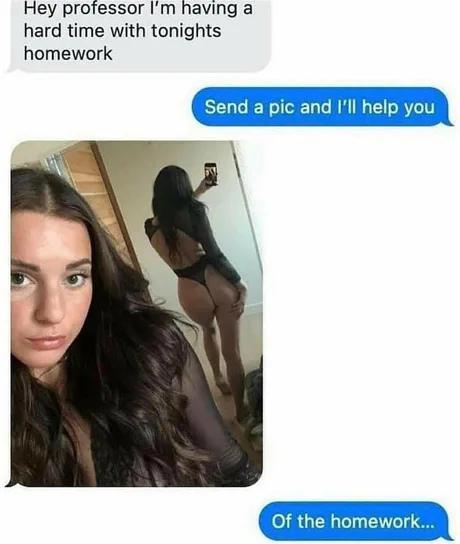 Hey professor I'm having a
hard time with tonights
homework
Send a pic and I'll help you
Of the homework...